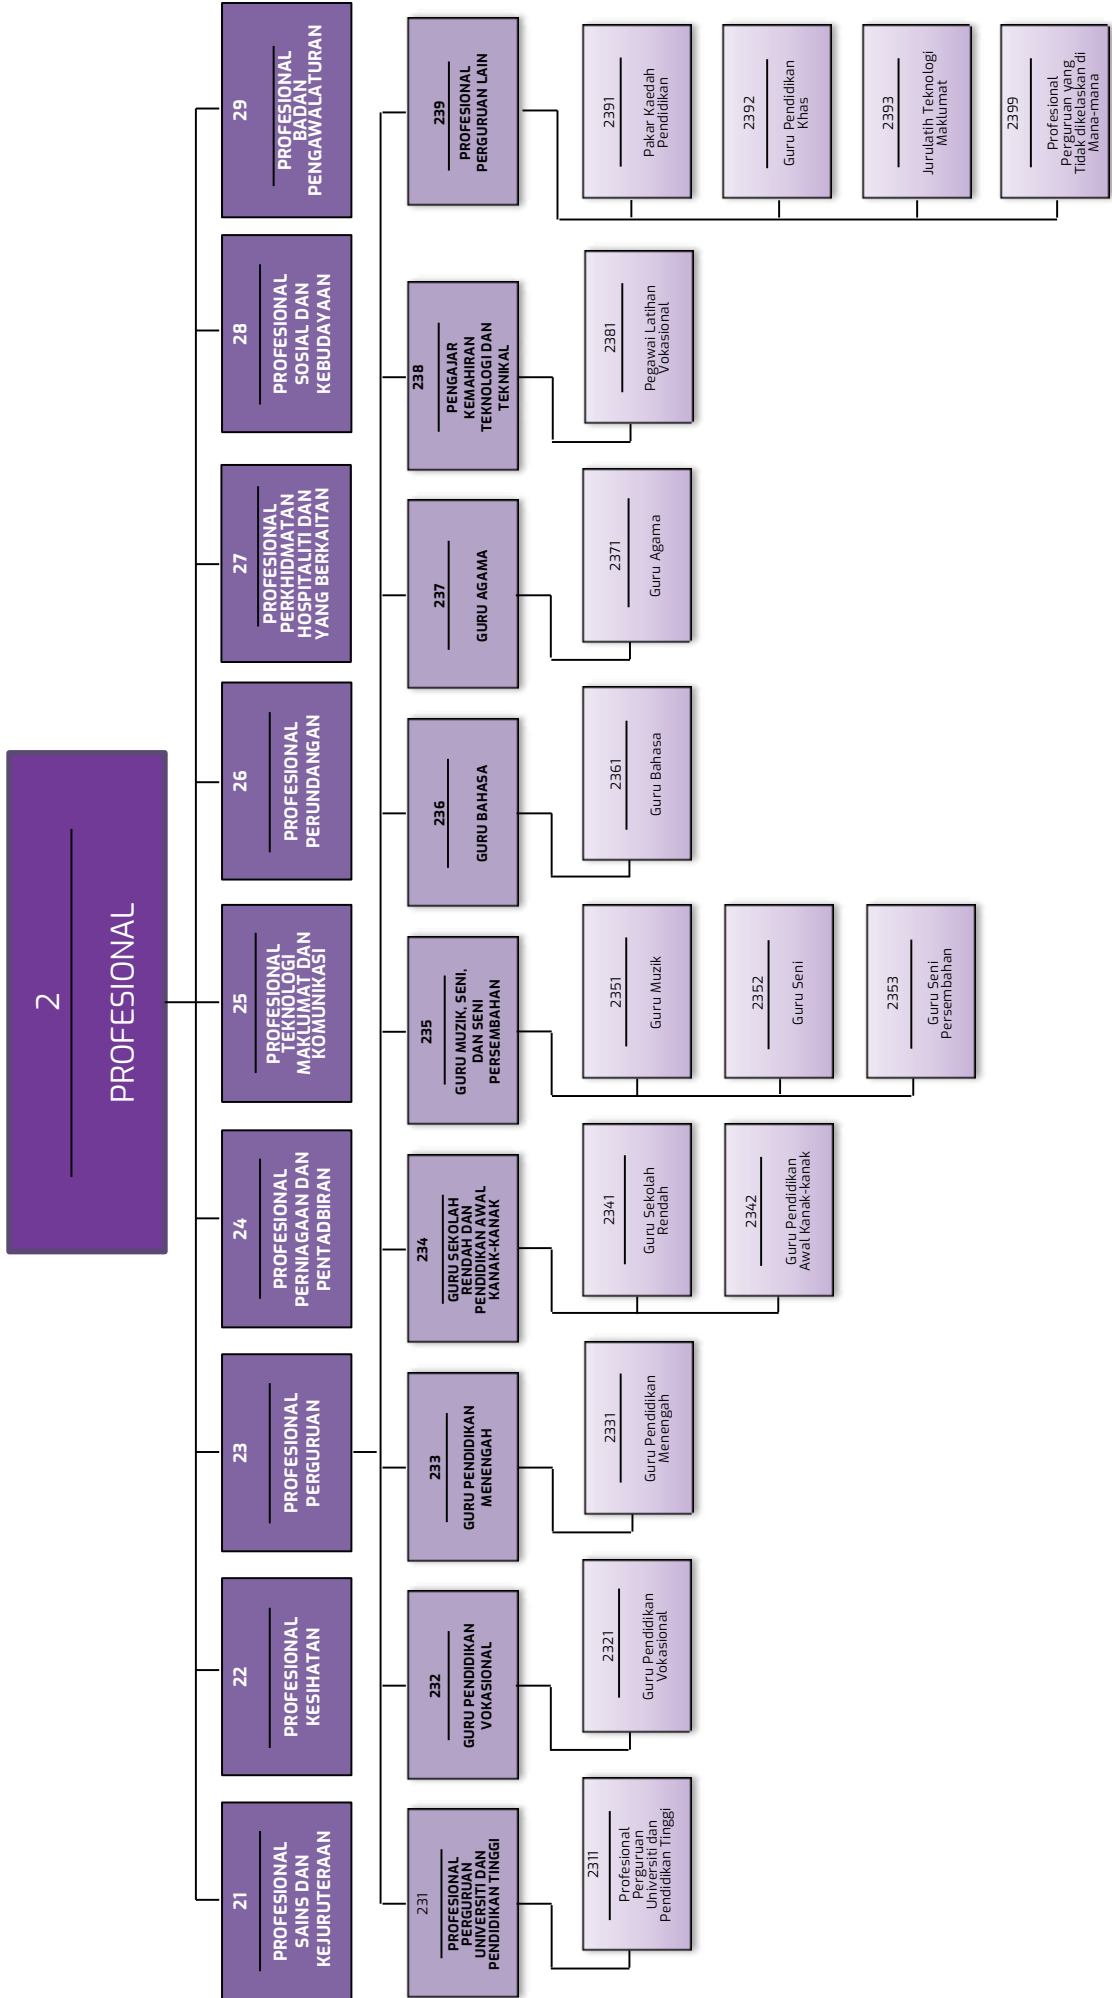 2
PROFESIONAL
21
PROFESIONAL
SAINS DAN
KEJURUTERAAN
22
PROFESIONAL
KESIHATAN
23
PROFESIONAL
PERGURUAN
24
PROFESIONAL
PERNIAGAAN DAN
PENTADBIRAN
25
PROFESIONAL
TEKNOLOGI
MAKLUMAT DAN
KOMUNIKASI
26
PROFESIONAL
PERUNDANGAN
27
PROFESIONAL
PERKHIDMATAN
HOSPITALITI DAN
YANG BERKAITAN
28
PROFESIONAL
SOSIAL DAN
KEBUDAYAAN
29
PROFESIONAL
BADAN
PENGAWALATURAN
231
PROFESIONAL
PERGURUAN
UNIVERSITI DAN
PENDIDIKAN TINGGI
232
GURU PENDIDIKAN
VOKASIONAL
233
GURU PENDIDIKAN
MENENGAH
234
GURU SEKOLAH
RENDAH DAN
PENDIDIKAN AWAL
KANAK-KANAK
235
GURU MUZIK, SENI,
DAN SENI
PERSEMBAHAN
236
GURU BAHASA
237
GURU AGAMA
238
PENGAJAR
KEMAHIRAN
TEKNOLOGI DAN
TEKNIKAL
239
PROFESIONAL
PERGURUAN LAIN
2311
Profesional
Perguruan
Universiti dan
Pendidikan Tinggi
2321
Guru Pendidikan
Vokasional
2331
Guru Pendidikan
Menengah
2341
Guru Sekolah
Rendah
2351
Guru Muzik
2361
Guru Bahasa
2371
Guru Agama
2381
Pegawai Latihan
Vokasional
2391
Pakar Kaedah
Pendidikan
2342
Guru Pendidikan
Awal Kanak-kanak
2352
Guru Seni
2392
Guru Pendidikan
Khas
2353
Guru Seni
Persembahan
2393
Jurulatih Teknologi
Maklumat
2399
Profesional
Perguruan yang
Tidak dikelaskan di
Mana-mana